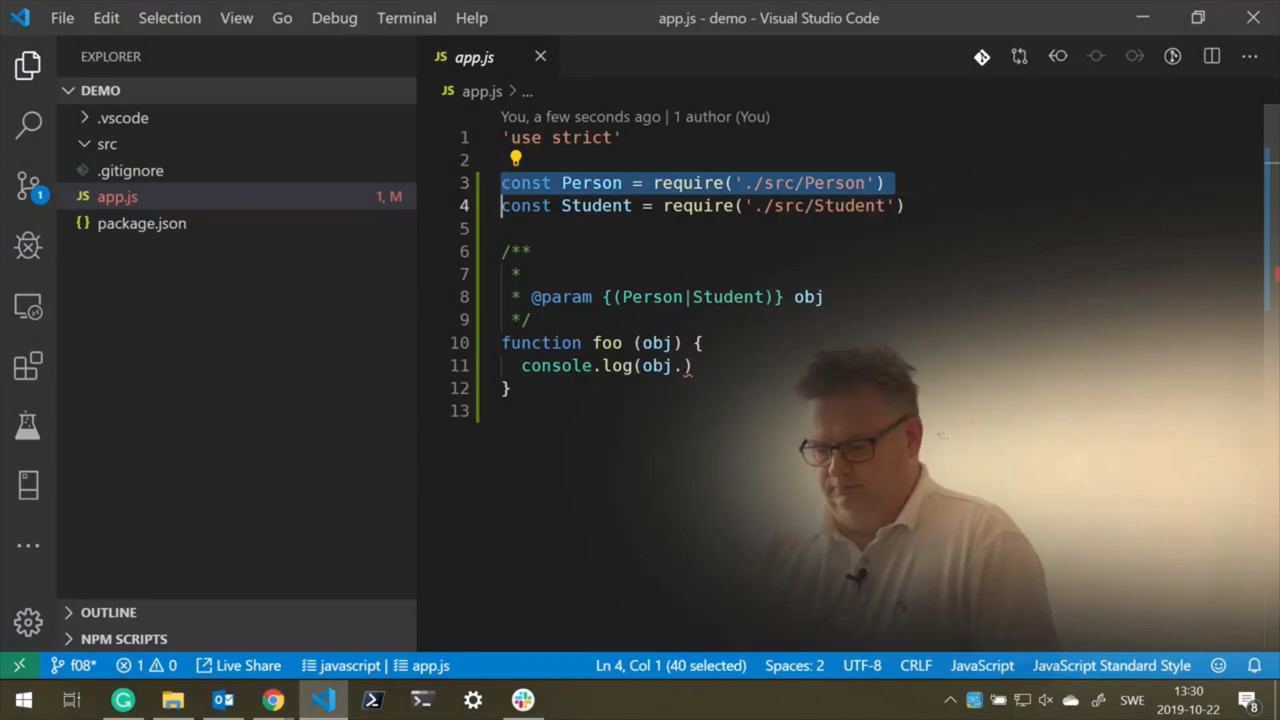 File Edit Selection View Go Debug Terminal Help app.js - demo - Visual Studio Code
EXPLORER
DEMO
.vscode
src
.gitignore
JS app.js 1, M
{} package.json
OUTLINE
NPM SCRIPTS
JS app.js
JS app.js > ...
You, a few seconds ago | 1 author (You)
1 'use strict'
2
3 const Person = require('./src/Person')
4 const Student = require('./src/Student')
5
6 /**
7 *
8 * @param {(Person|Student)} obj
9 */
10 function foo (obj) {
11 console.log(obj.)
12 }
13
1
f08* 1 0 Live Share javascript | app.js Ln 4, Col 1 (40 selected) Spaces: 2 UTF-8 CRLF JavaScript JavaScript Standard Style
SWE 13:30
2019-10-22 8